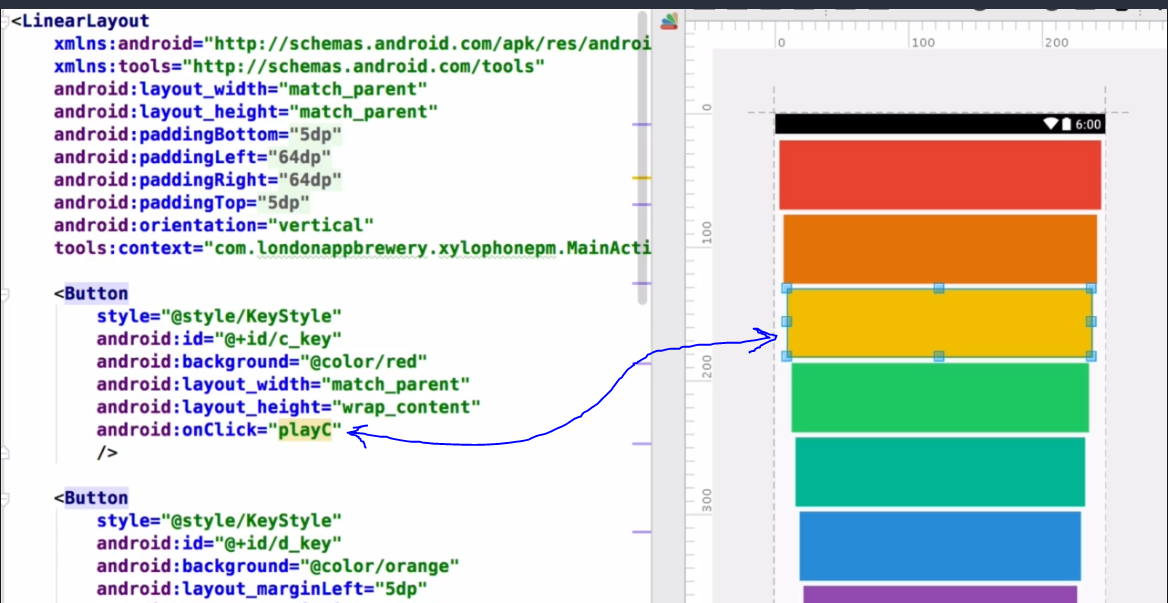 <LinearLayout
xmlns:android="http://schemas.android.com/apk/res/androi
xmlns:tools="http://schemas.android.com/tools"
android:layout_width="match_parent"
android:layout_height="match_parent"
android:paddingBottom="5dp"
android:paddingLeft="64dp"
android:paddingRight="64dp"
android:paddingTop="5dp"
android:orientation="vertical"
tools:context="com.londonappbrewery.xylophonepm.MainActi
<Button
style="@style/KeyStyle"
android:id="@+id/c_key"
android:background="@color/red"
android:layout_width="match_parent"
android:layout_height="wrap_content"
android:onClick="playC"
/>
<Button
style="@style/KeyStyle"
android:id="@+id/d_key"
android:background="@color/orange"
android:layout_marginLeft="5dp"
0 100 200
0
100
200
300
6:00